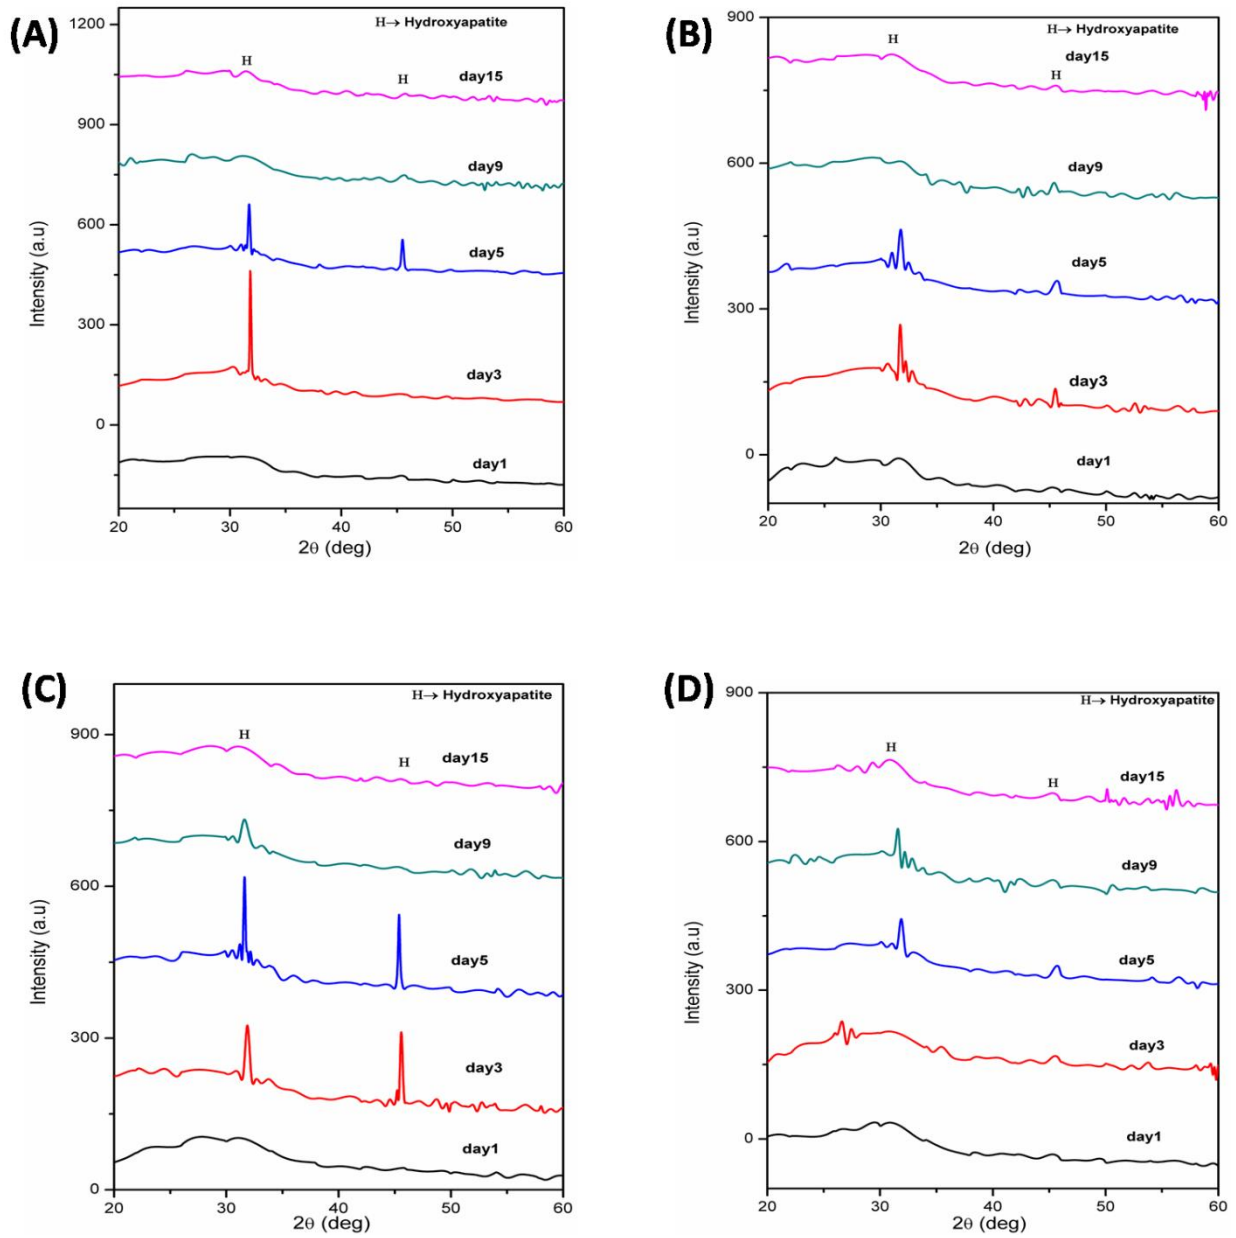 (A)
H→ Hydroxyapatite
1200
900
600
300
0
Intensity (a.u)
H
H
day15
day9
day5
day3
day1
20 30 40 50 60
2θ (deg)
(B)
H→ Hydroxyapatite
900
600
300
0
Intensity (a.u)
H
H
day15
day9
day5
day3
day1
20 30 40 50 60
2θ (deg)
(C)
H→ Hydroxyapatite
900
600
300
0
Intensity (a.u)
H
H
day15
day9
day5
day3
day1
20 30 40 50 60
2θ (deg)
(D)
H→ Hydroxyapatite
900
600
300
0
Intensity (a.u)
H
H
day15
day9
day5
day3
day1
20 30 40 50 60
2θ (deg)